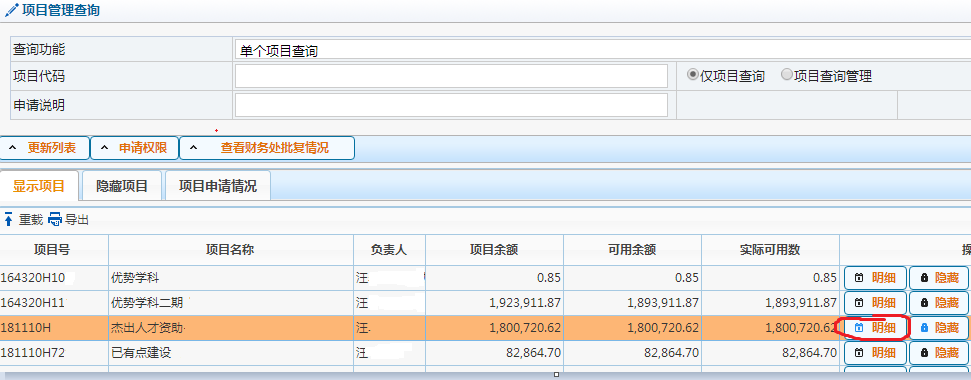 项目管理查询
查询功能 单个项目查询
项目代码 仅项目查询 项目查询管理
申请说明
更新列表 申请权限 查看财务处批复情况
显示项目 隐藏项目 项目申请情况
重载 导出
项目号 项目名称 负责人 项目余额 可用余额 实际可用数
164320H10 优势学科 汪 0.85 0.85 0.85 明细 隐藏
164320H11 优势学科二期 汪 1,923,911.87 1,893,911.87 1,893,911.87 明细 隐藏
181110H 杰出人才资助 汪 1,800,720.62 1,800,720.62 1,800,720.62 明细 隐藏
181110H72 已有点建设 汪 82,864.70 82,864.70 82,864.70 明细 隐藏